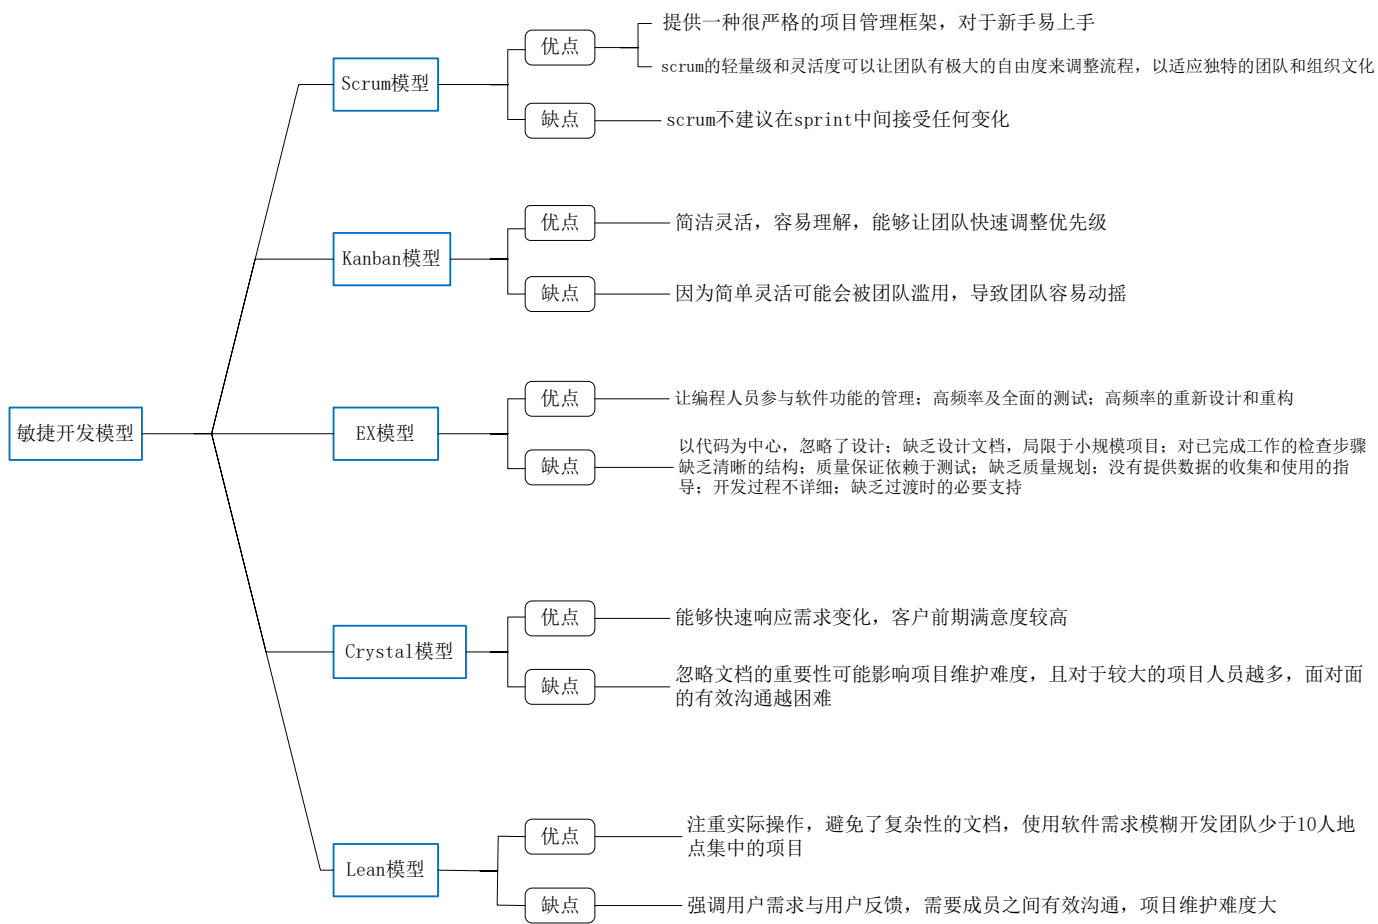 敏捷开发模型
Scrum模型
优点
提供一种很严格的项目管理框架，对于新手易上手
scrum的轻量级和灵活度可以让团队有极大的自由度来调整流程，以适应独特的团队和组织文化
缺点
scrum不建议在sprint中间接受任何变化
Kanban模型
优点
简洁灵活，容易理解，能够让团队快速调整优先级
缺点
因为简单灵活可能会被团队滥用，导致团队容易动摇
EX模型
优点
让编程人员参与软件功能的管理；高频率及全面的测试；高频率的重新设计和重构
缺点
以代码为中心，忽略了设计；缺乏设计文档，局限于小规模项目；对已完成工作的检查步骤
缺乏清晰的结构；质量保证依赖于测试；缺乏质量规划；没有提供数据的收集和使用的指
导；开发过程不详细；缺乏过渡时的必要支持
Crystal模型
优点
能够快速响应需求变化，客户前期满意度较高
缺点
忽略文档的重要性可能影响项目维护难度，且对于较大的项目人员越多，面对面
的有效沟通越困难
Lean模型
优点
注重实际操作，避免了复杂性的文档，使用软件需求模糊开发团队少于10人地
点集中的项目
缺点
强调用户需求与用户反馈，需要成员之间有效沟通，项目维护难度大